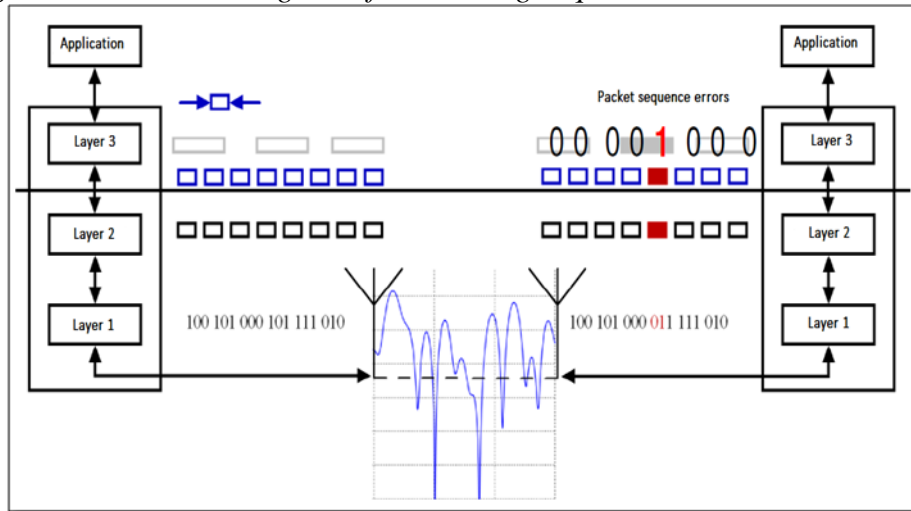 Application
Application
Packet sequence errors
Layer 3
0 0 0 0 1 0 0 0
Layer 3
Layer 2
Layer 2
Layer 1
100 101 000 101 111 010
100 101 000 011 111 010
Layer 1